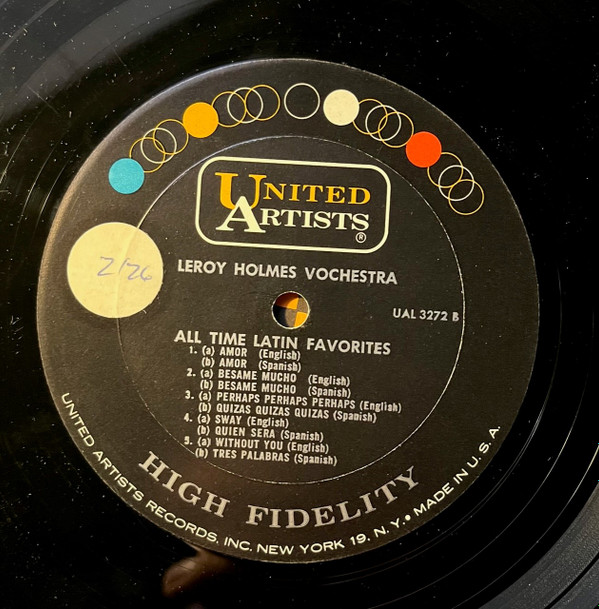 UNITED
ARTISTS ®
2126
LEROY HOLMES VOCHESTRA
UAL 3272 B
ALL TIME LATIN FAVORITES
1. (a) AMOR (English)
(b) AMOR (Spanish)
2. (a) BESAME MUCHO (English)
(b) BESAME MUCHO (Spanish)
3. (a) PERHAPS PERHAPS PERHAPS (English)
(b) QUIZAS QUIZAS QUIZAS (Spanish)
4. (a) SWAY (English)
(b) QUIEN SERA (Spanish)
5. (a) WITHOUT YOU (English)
(b) TRES PALABRAS (Spanish)
HIGH FIDELITY
UNITED ARTISTS RECORDS, INC. NEW YORK 19, N.Y. • MADE IN U.S.A.